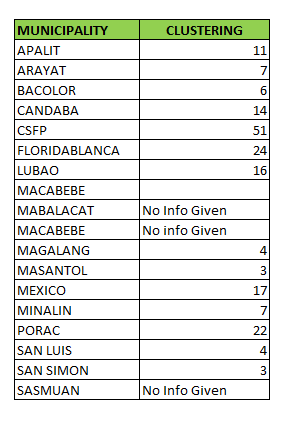 MUNICIPALITY CLUSTERING
APALIT 11
ARAYAT 7
BACOLOR 6
CANDABA 14
CSFP 51
FLORIDABLANCA 24
LUBAO 16
MACABEBE
MABALACAT No Info Given
MACABEBE No info Given
MAGALANG 4
MASANTOL 3
MEXICO 17
MINALIN 7
PORAC 22
SAN LUIS 4
SAN SIMON 3
SASMUAN No Info Given